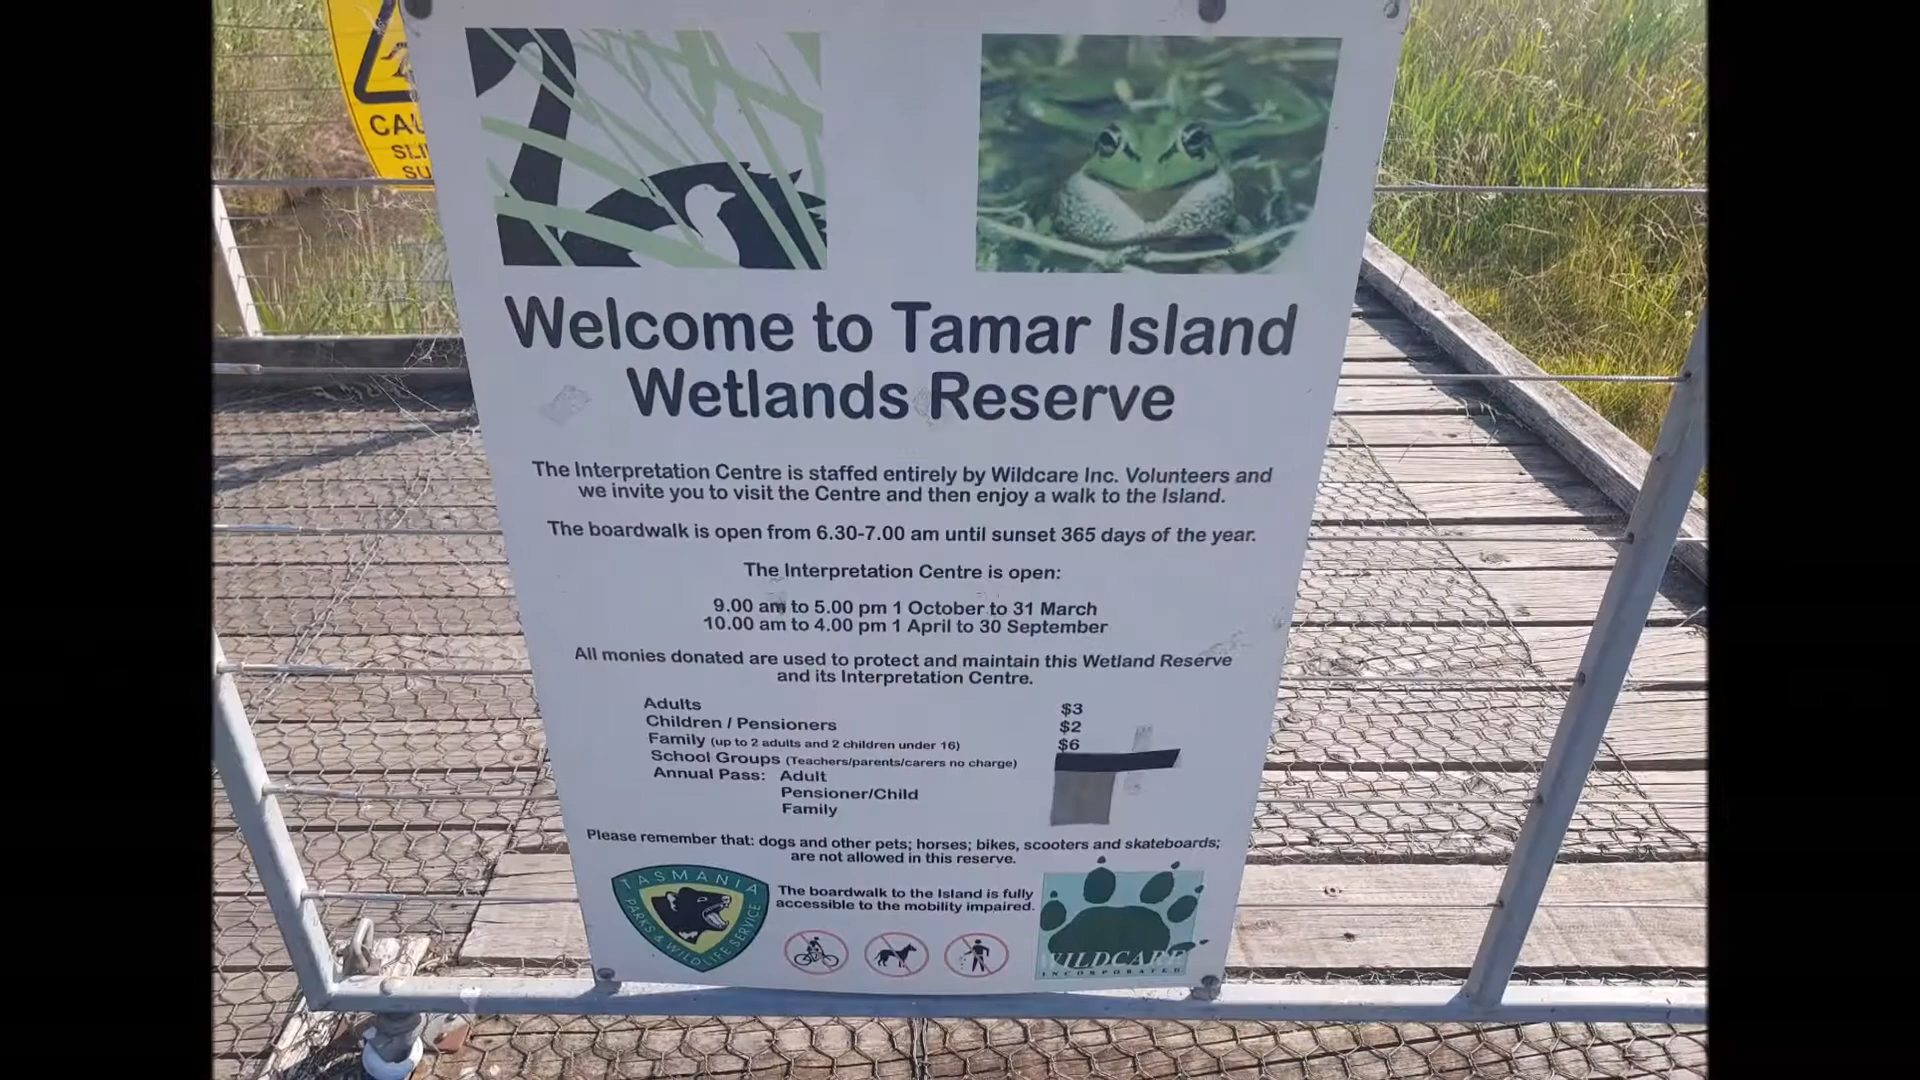 CAU
SLI
SU
Welcome to Tamar Island
Wetlands Reserve
The Interpretation Centre is staffed entirely by Wildcare Inc. Volunteers and
we invite you to visit the Centre and then enjoy a walk to the Island.
The boardwalk is open from 6.30-7.00 am until sunset 365 days of the year.
The Interpretation Centre is open:
9.00 am to 5.00 pm 1 October to 31 March
10.00 am to 4.00 pm 1 April to 30 September
All monies donated are used to protect and maintain this Wetland Reserve
and its Interpretation Centre.
Adults $3
Children / Pensioners $2
Family (up to 2 adults and 2 children under 16) $6
School Groups (Teachers/parents/carers no charge)
Annual Pass: Adult
Pensioner/Child
Family
Please remember that: dogs and other pets; horses; bikes, scooters and skateboards;
are not allowed in this reserve.
TASMANIA
PARKS & WILDLIFE SERVICE
The boardwalk to the Island is fully
accessible to the mobility impaired.
WILDCARE
INCORPORATED